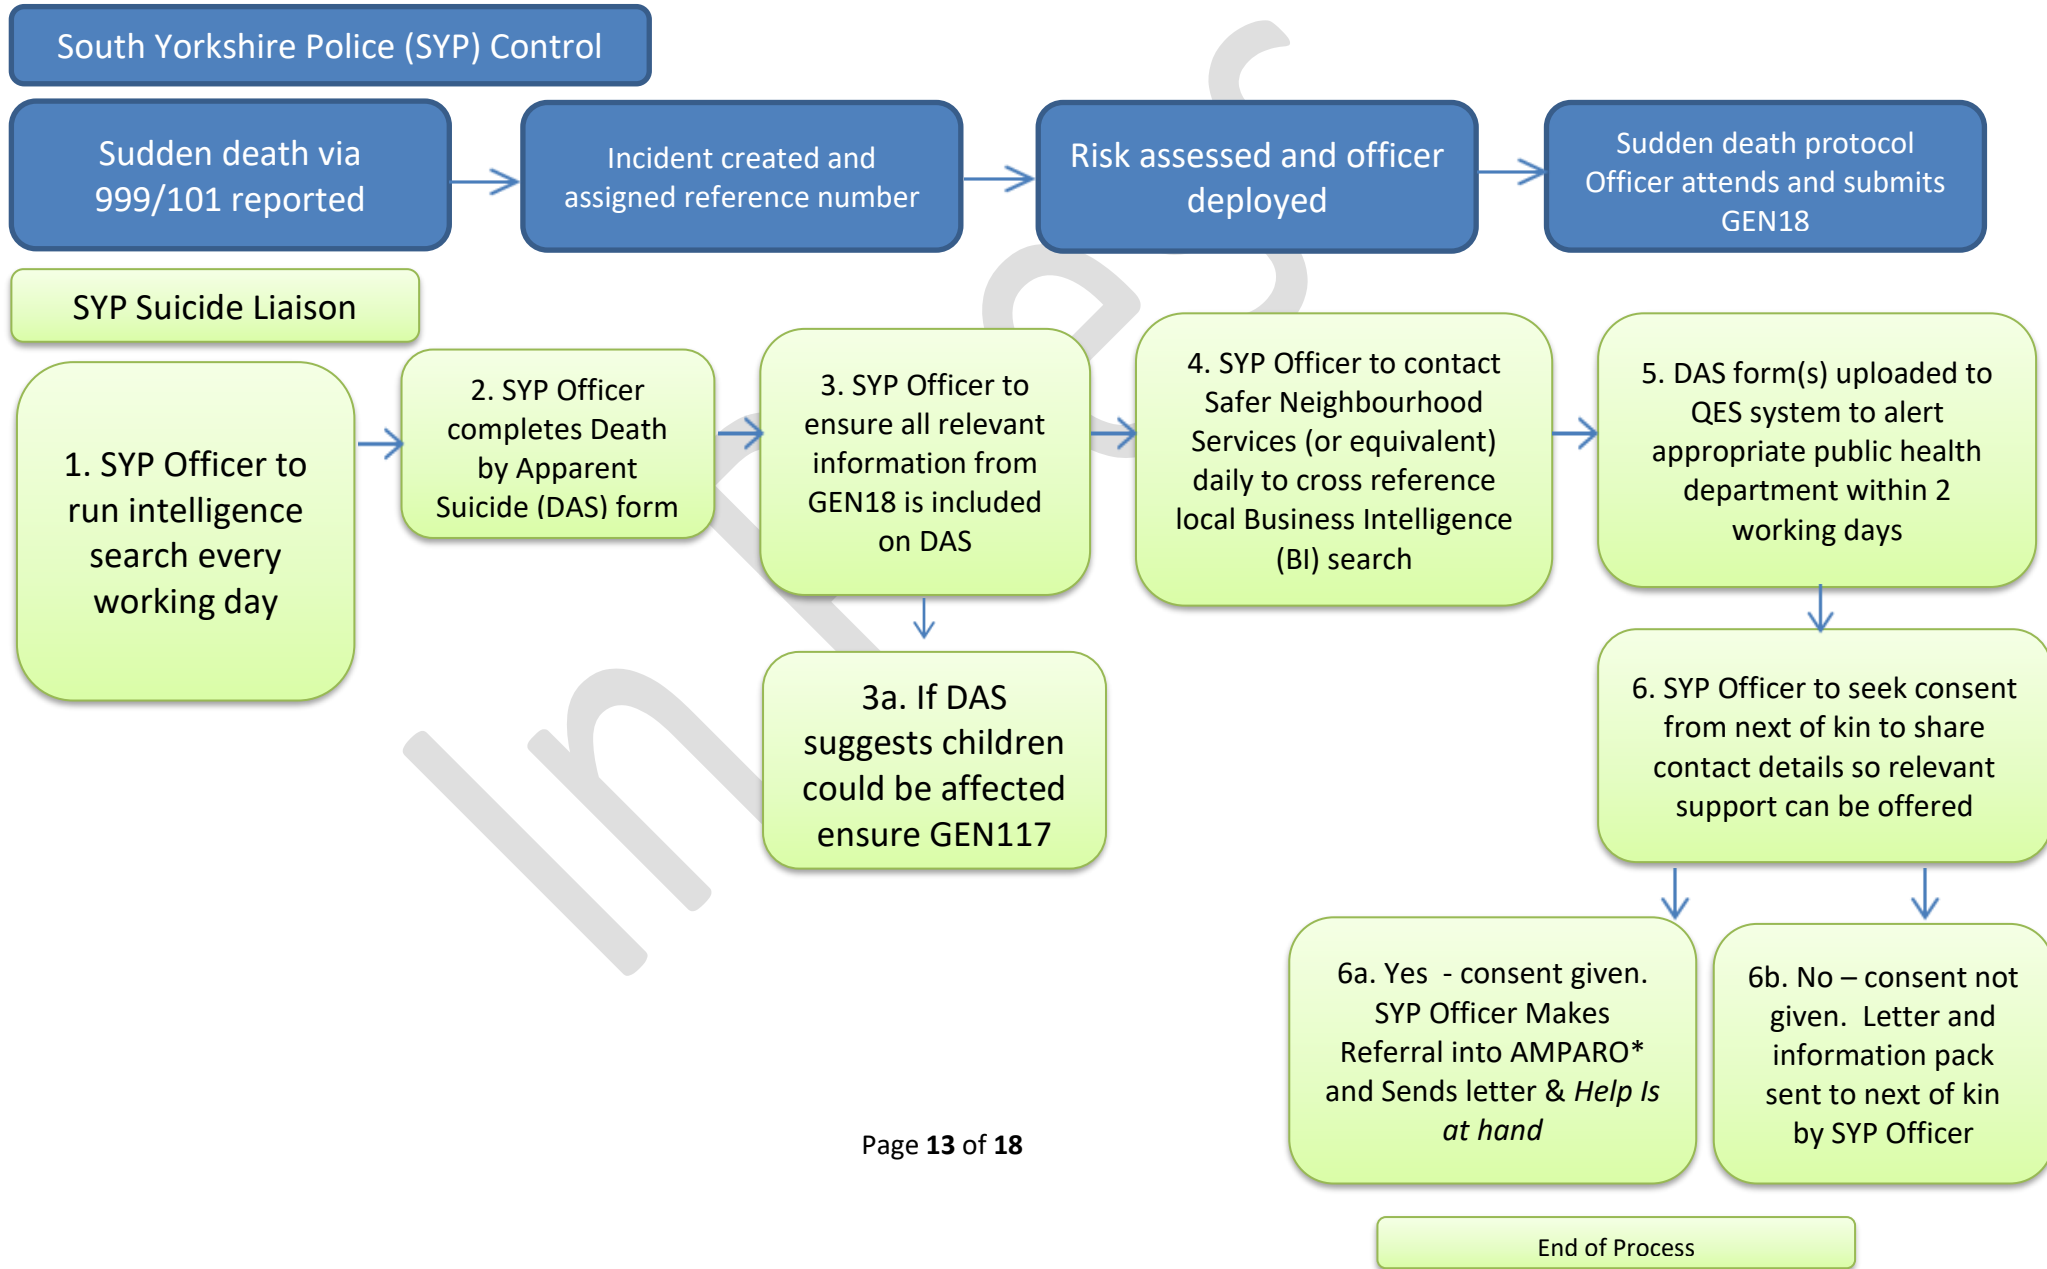 South Yorkshire Police (SYP) Control
Sudden death via
999/101 reported
Incident created and
assigned reference number
Risk assessed and officer
deployed
Sudden death protocol
Officer attends and submits
GEN18
SYP Suicide Liaison
1. SYP Officer to
run intelligence
search every
working day
2. SYP Officer
completes Death
by Apparent
Suicide (DAS) form
3. SYP Officer to
ensure all relevant
information from
GEN18 is included
on DAS
4. SYP Officer to contact
Safer Neighbourhood
Services (or equivalent)
daily to cross reference
local Business Intelligence
(BI) search
5. DAS form(s) uploaded to
QES system to alert
appropriate public health
department within 2
working days
3a. If DAS
suggests children
could be affected
ensure GEN117
6. SYP Officer to seek consent
from next of kin to share
contact details so relevant
support can be offered
6a. Yes  - consent given.
SYP Officer Makes
Referral into AMPARO*
and Sends letter & Help Is
at hand
6b. No – consent not
given.  Letter and
information pack
sent to next of kin
by SYP Officer
Page 13 of 18
End of Process